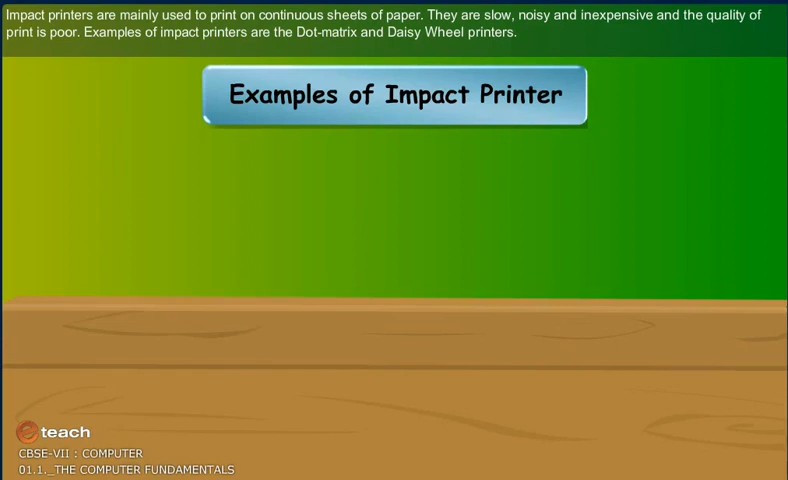 Impact printers are mainly used to print on continuous sheets of paper. They are slow, noisy and inexpensive and the quality of
print is poor. Examples of impact printers are the Dot-matrix and Daisy Wheel printers.
Examples of Impact Printer
e teach
CBSE-VII : COMPUTER
01.1._THE COMPUTER FUNDAMENTALS